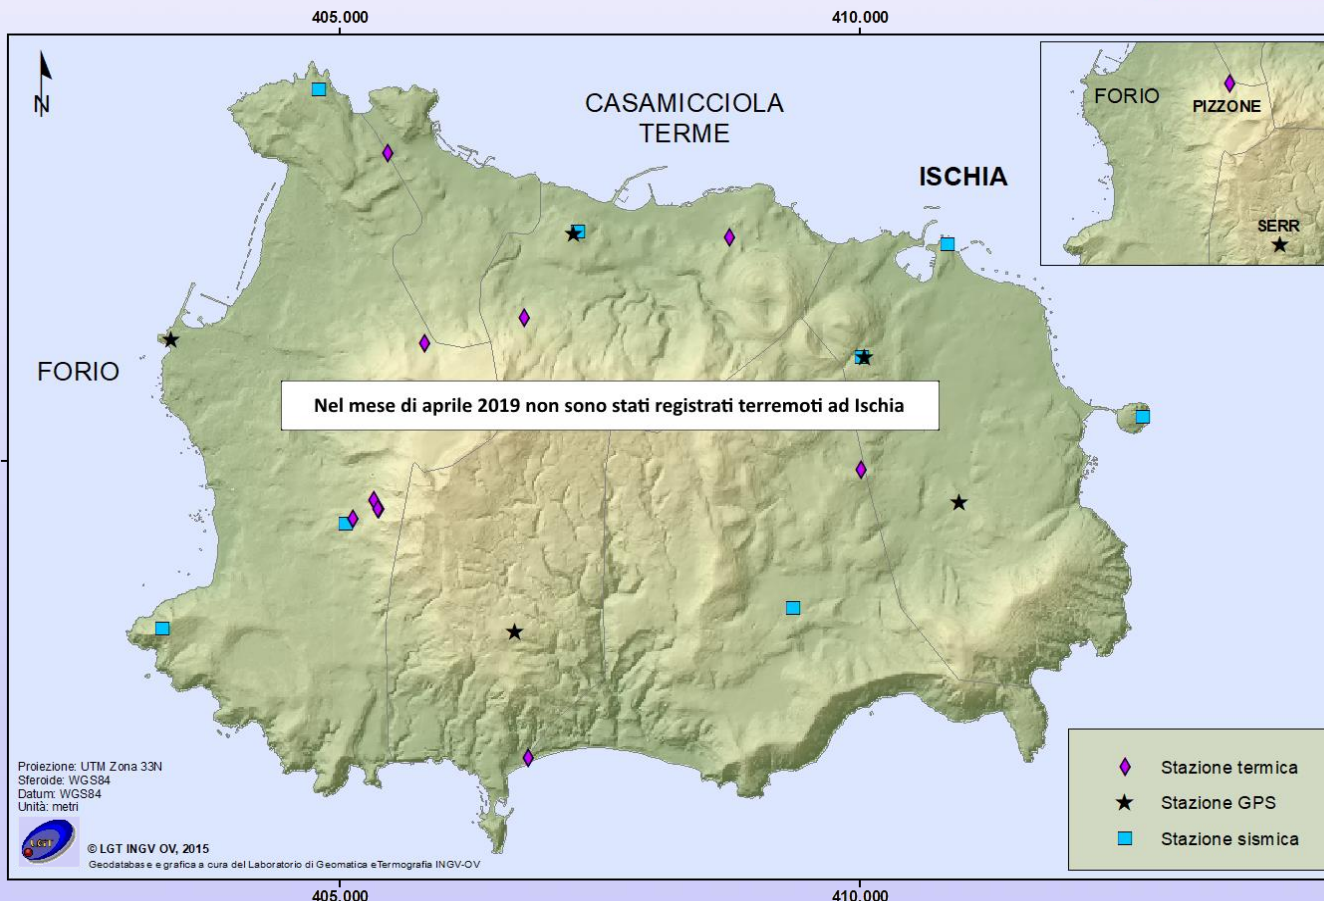 405.000
410.000
N
CASAMICCIOLA
TERME
ISCHIA
FORIO
PIZZONE
SERR
FORIO
Nel mese di aprile 2019 non sono stati registrati terremoti ad Ischia
Proiezione: UTM Zona 33N
Sferoide: WGS84
Datum: WGS84
Unità: metri
LGT
© LGT INGV OV, 2015
Geodatabase e grafica a cura del Laboratorio di Geomatica eTermografia INGV-OV
Stazione termica
Stazione GPS
Stazione sismica
405.000
410.000